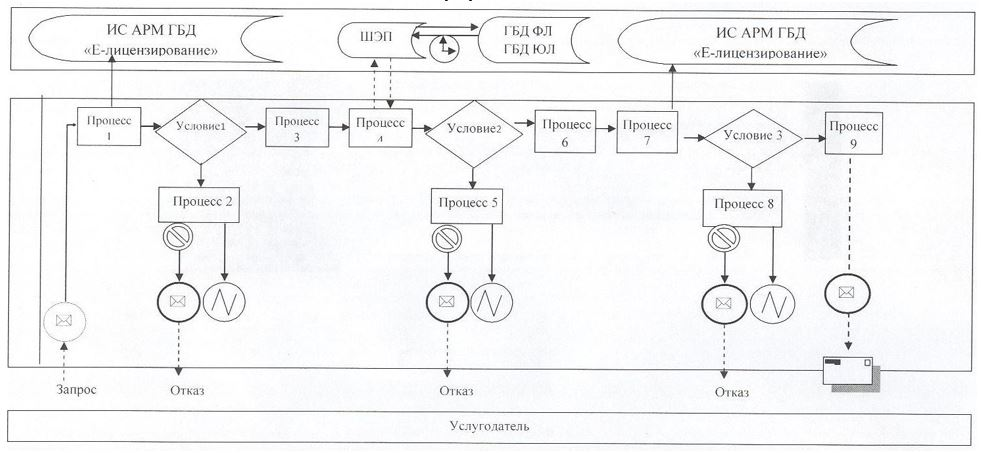 ИС АРМ ГБД
«Е-лицензирование»
ШЭП
ГБД ФЛ
ГБД ЮЛ
ИС АРМ ГБД
«Е-лицензирование»
Процесс
1
Условие1
Процесс
3
Процесс
4
Условие2
Процесс
6
Процесс
7
Условие 3
Процесс
9
Процесс 2
Процесс 5
Процесс 8
Запрос
Отказ
Отказ
Отказ
Услугодатель